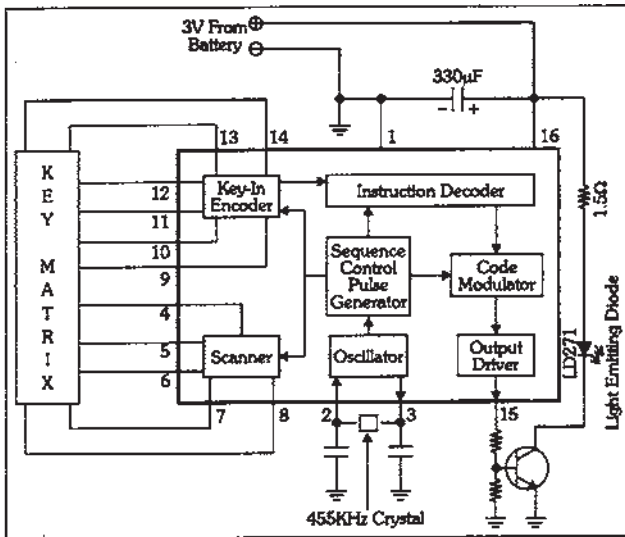 3V From
Battery
330µF
- +
13
14
1
16
KEY MATRIX
12
11
10
9
4
5
6
7
8
Key-In
Encoder
Instruction Decoder
Sequence
Control
Pulse
Generator
Code
Modulator
Scanner
Oscillator
Output
Driver
2
3
15
1.5Ω
LD271
Light Emitting Diode
455KHz Crystal